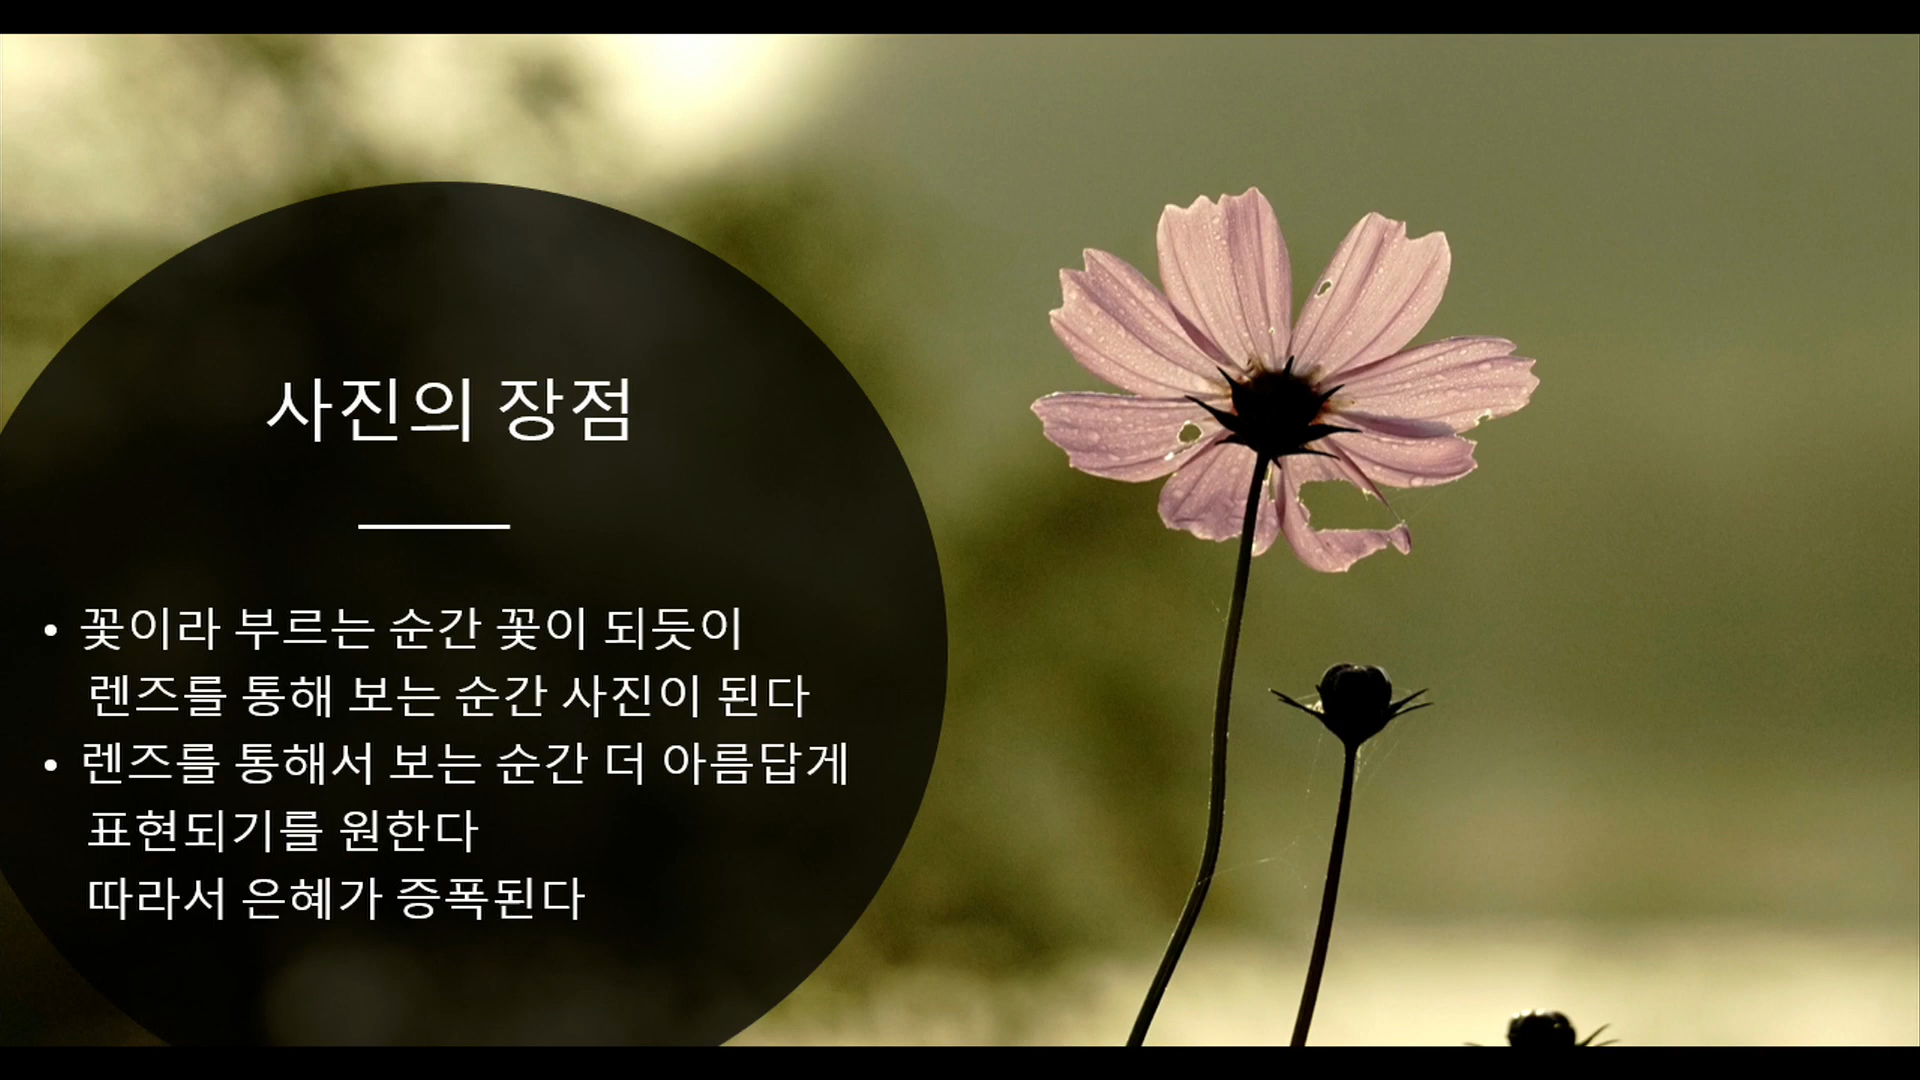 사진의 장점
• 꽃이라 부르는 순간 꽃이 되듯이
렌즈를 통해 보는 순간 사진이 된다
• 렌즈를 통해서 보는 순간 더 아름답게
표현되기를 원한다
따라서 은혜가 증폭된다